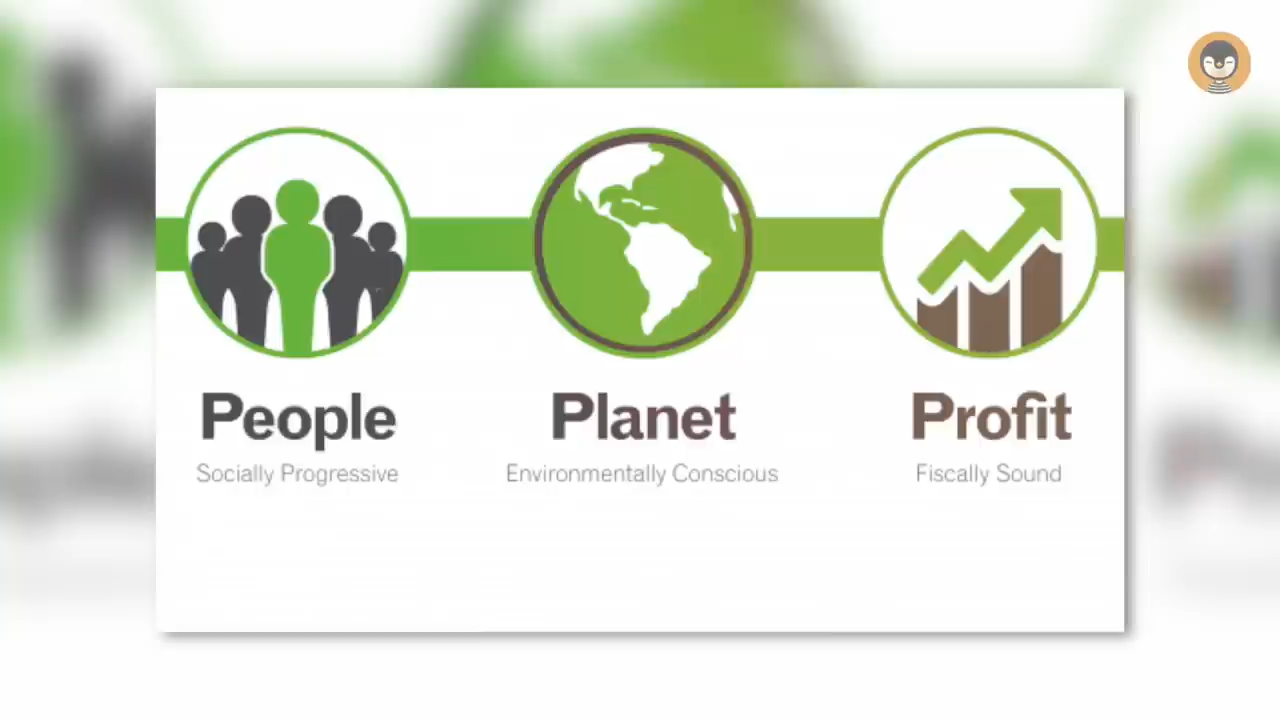 People
Planet
Profit
Socially Progressive
Environmentally Conscious
Fiscally Sound